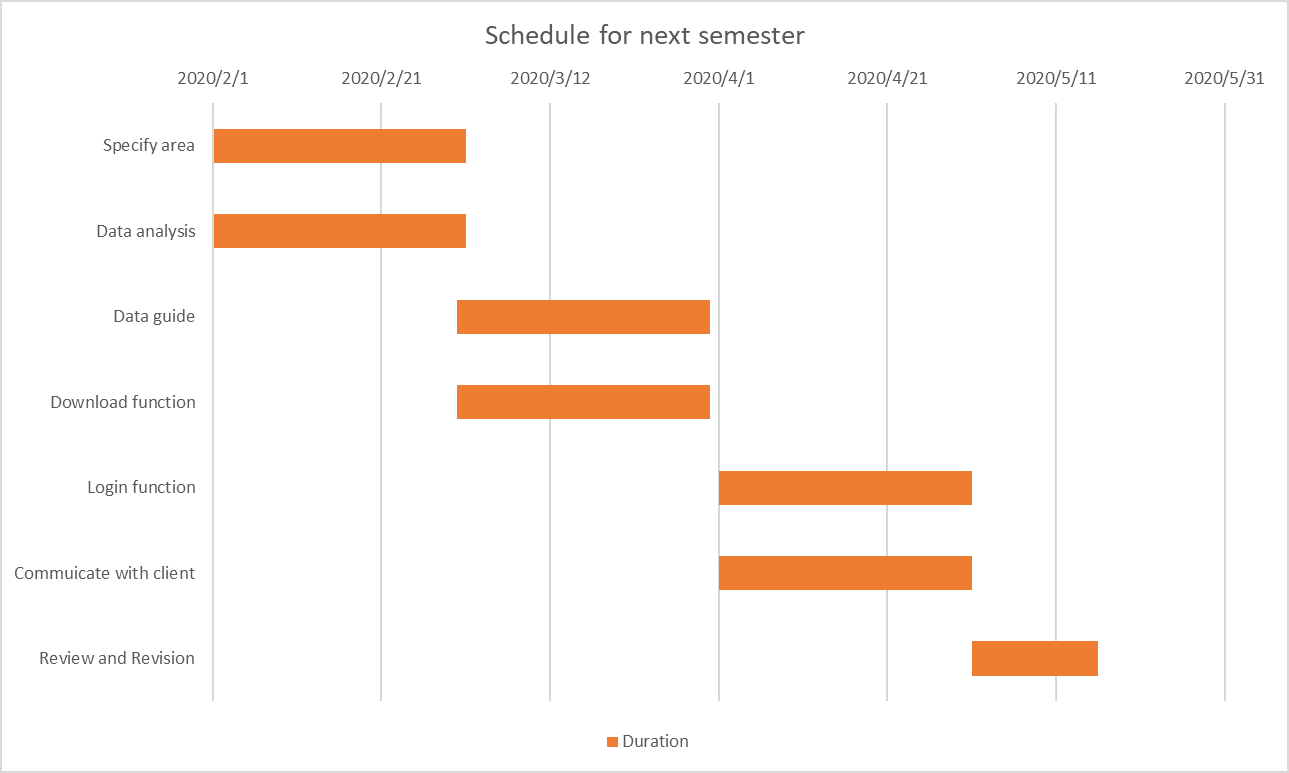 Schedule for next semester
2020/2/1 2020/2/21 2020/3/12 2020/4/1 2020/4/21 2020/5/11 2020/5/31
Specify area
Data analysis
Data guide
Download function
Login function
Commuicate with client
Review and Revision
Duration